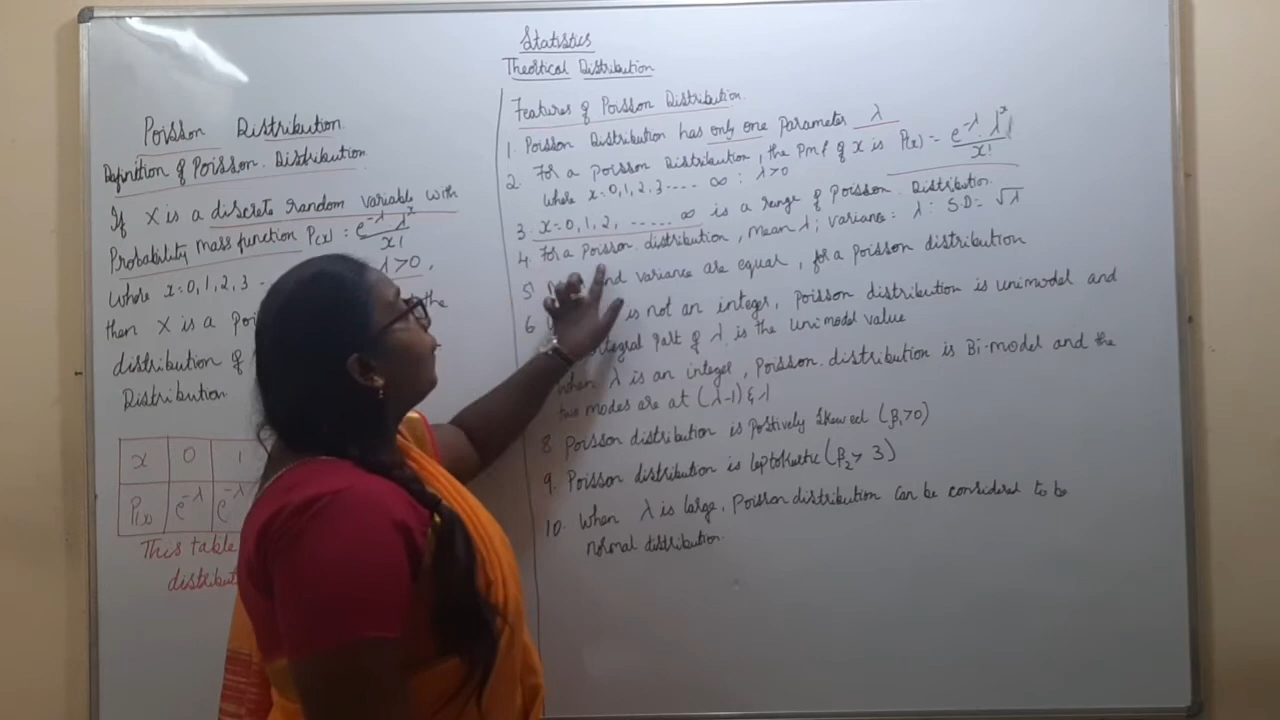 Statistics
Theortical Distribution
Poisson Distribution.
Definition of Poisson. Distribution
If X is a discrete random variable with
Probability mass function P(x) = e^-λ λ^x / x!
where x=0,1,2,3
λ>0,
then X is a Poi
the
distribution of
Distribution
x 0 1
P(x) e^-λ e^-λ
This table
distribut
Features of Poisson Distribution.
1. Poisson Distribution has only one Parameter λ
2. For a Poisson Distribution, the Pmf of x is P(x) = e^-λ. λ^x / x!
where x=0,1,2,3.... ∞ : λ>0
3. x=0,1,2, ...... ∞ is a range of Poisson Distribution.
4. For a Poisson. distribution, mean λ; variance: λ : S.D= √λ
5. and variance are equal, for a Poisson distribution
6 is not an integer, Poisson distribution is unimodel and
integral part of λ is the unimodel value
when λ is an integer, Poisson. distribution is Bi-model and the
two modes are at (λ-1) & λ
8 Poisson distribution is postively skewed (β₁>0)
9. Poisson distribution is leptokurtic (β₂> 3)
10. When λ is large, Poisson distribution can be considered to be
normal distribution.